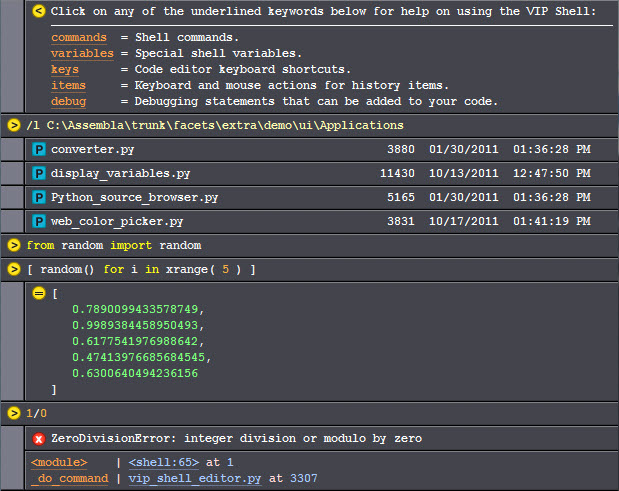 < Click on any of the underlined keywords below for help on using the VIP Shell:
commands = Shell commands.
variables = Special shell variables.
keys = Code editor keyboard shortcuts.
items = Keyboard and mouse actions for history items.
debug = Debugging statements that can be added to your code.
> /l C:\Assembla\trunk\facets\extra\demo\ui\Applications
P converter.py 3880 01/30/2011 01:36:28 PM
P display_variables.py 11430 10/13/2011 12:47:50 PM
P Python_source_browser.py 5165 01/30/2011 01:36:28 PM
P web_color_picker.py 3831 10/17/2011 01:41:19 PM
> from random import random
> [ random() for i in xrange( 5 ) ]
= [
0.7890099433578749,
0.9989384458950493,
0.6177541976988642,
0.47413976685684545,
0.6300640494236156
]
> 1/0
x ZeroDivisionError: integer division or modulo by zero
<module> | <shell:65> at 1
_do_command | vip_shell_editor.py at 3307